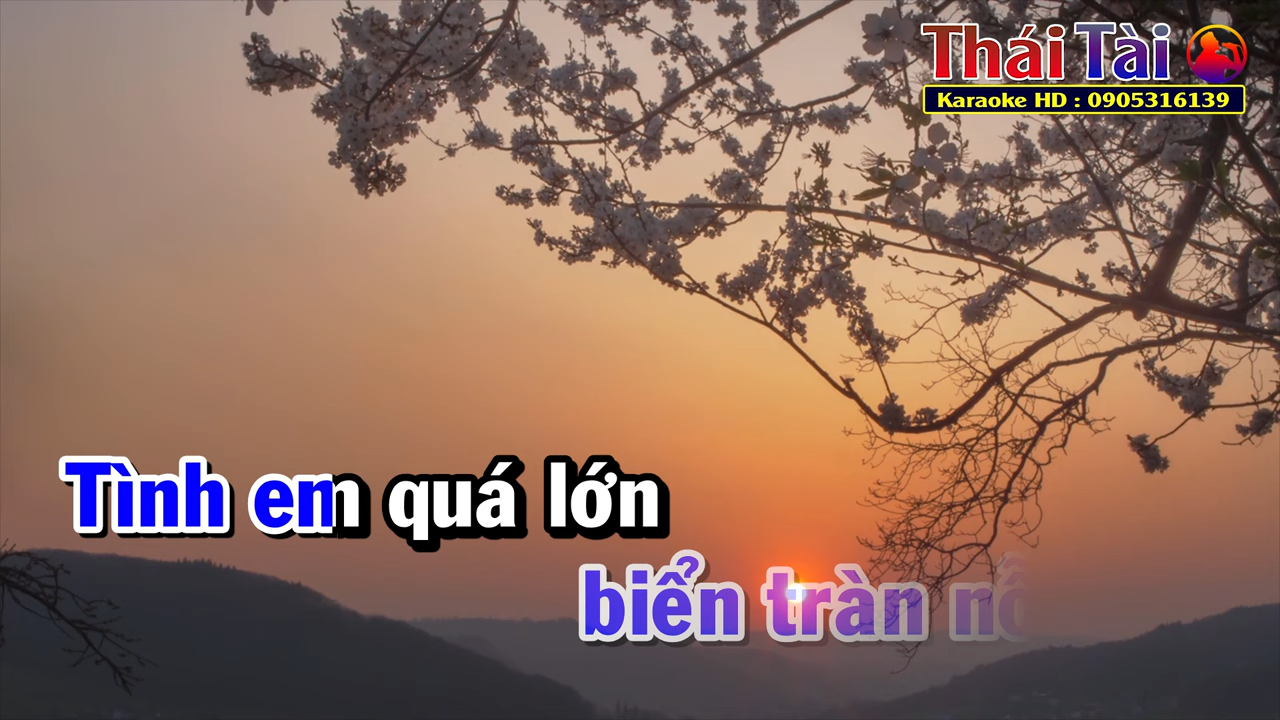 Thái Tài
Karaoke HD : 0905316139
Tình em quá lớn
biển tràn